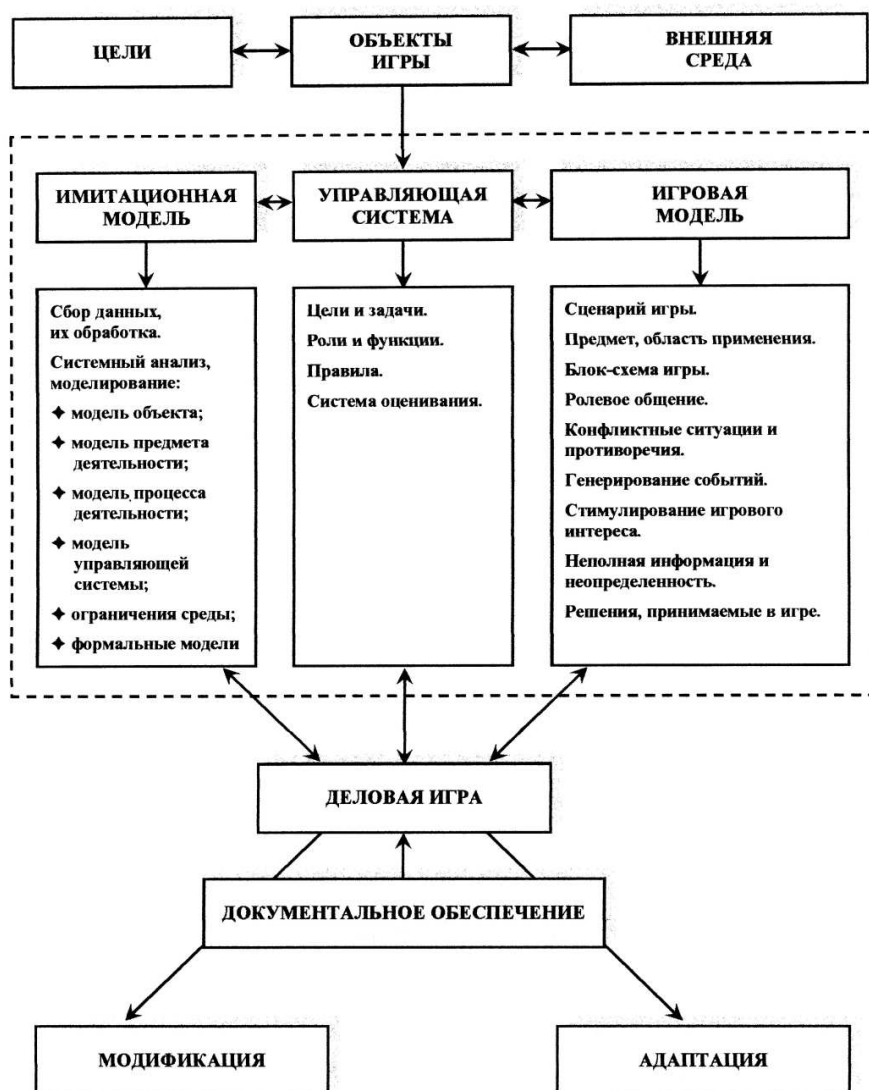 ЦЕЛИ
ОБЪЕКТЫ
ИГРЫ
ВНЕШНЯЯ
СРЕДА
ИМИТАЦИОННАЯ
МОДЕЛЬ
УПРАВЛЯЮЩАЯ
СИСТЕМА
ИГРОВАЯ
МОДЕЛЬ
Сбор данных,
их обработка.
Системный анализ,
моделирование:
✦ модель объекта;
✦ модель предмета
деятельности;
✦ модель процесса
деятельности;
✦ модель
управляющей
системы;
✦ ограничения среды;
✦ формальные модели
Цели и задачи.
Роли и функции.
Правила.
Система оценивания.
Сценарий игры.
Предмет, область применения.
Блок-схема игры.
Ролевое общение.
Конфликтные ситуации и
противоречия.
Генерирование событий.
Стимулирование игрового
интереса.
Неполная информация и
неопределенность.
Решения, принимаемые в игре.
ДЕЛОВАЯ ИГРА
ДОКУМЕНТАЛЬНОЕ ОБЕСПЕЧЕНИЕ
МОДИФИКАЦИЯ
АДАПТАЦИЯ